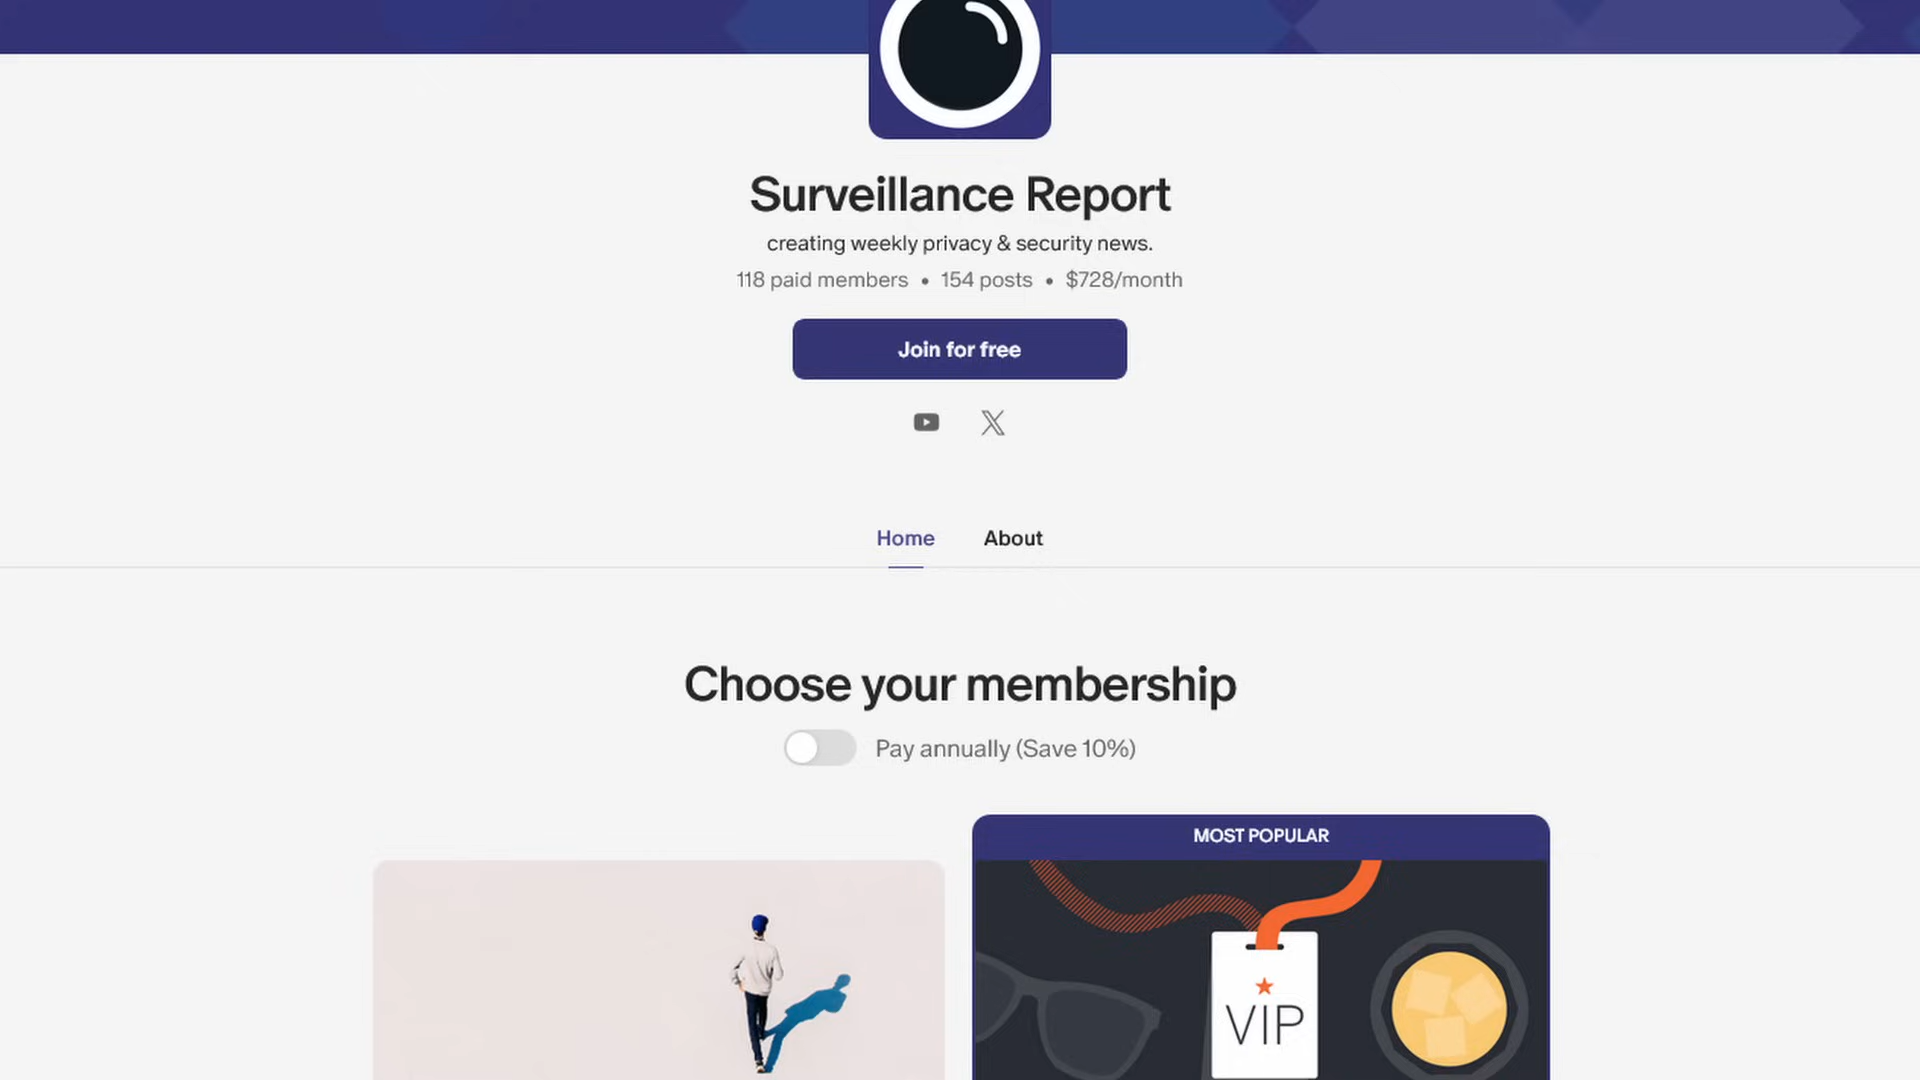 Surveillance Report
creating weekly privacy & security news.
118 paid members • 154 posts • $728/month
Join for free
Home About
Choose your membership
Pay annually (Save 10%)
MOST POPULAR
VIP